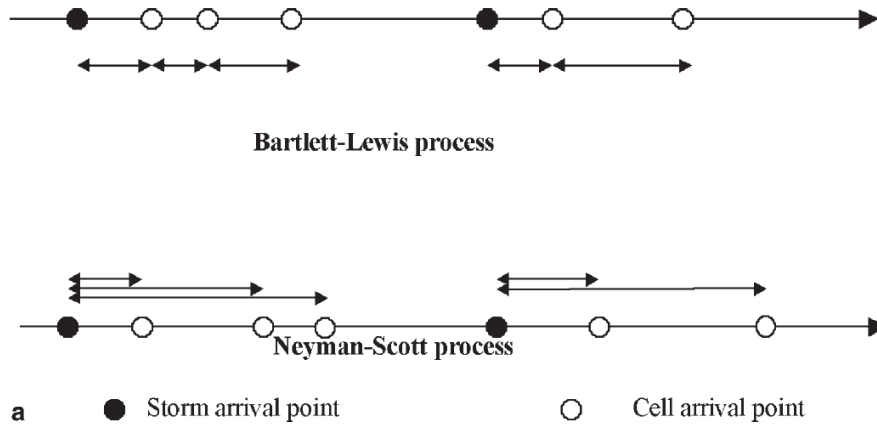 Bartlett-Lewis process
Neyman-Scott process
a Storm arrival point Cell arrival point